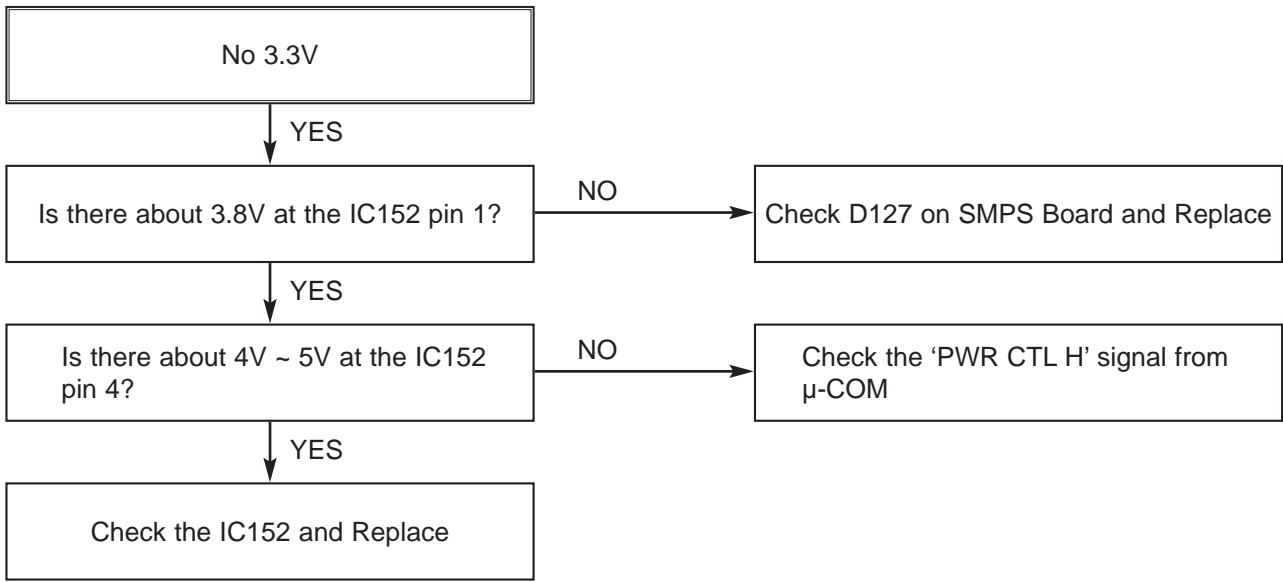 No 3.3V
YES
Is there about 3.8V at the IC152 pin 1?
NO
Check D127 on SMPS Board and Replace
YES
Is there about 4V ~ 5V at the IC152
pin 4?
NO
Check the ‘PWR CTL H’ signal from
µ-COM
YES
Check the IC152 and Replace